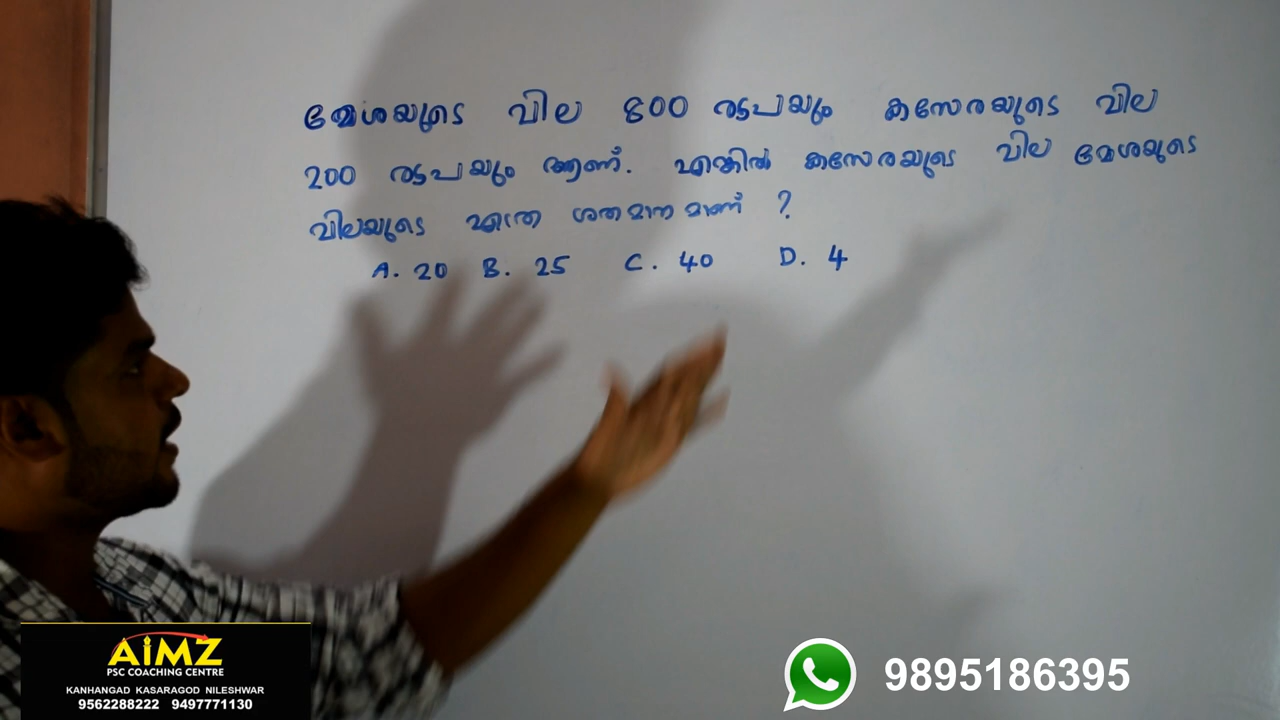 മേശയുടെ വില 800 രൂപയും കസേരയുടെ വില
200 രൂപയും ആണ്. എങ്കിൽ കസേരയുടെ വില മേശയുടെ
വിലയുടെ എത്ര ശതമാനമാണ് ?
A. 20 B. 25 C. 40 D. 4
AIMZ
PSC COACHING CENTRE
KANHANGAD KASARAGOD NILESHWAR
9562288222 9497771130
9895186395